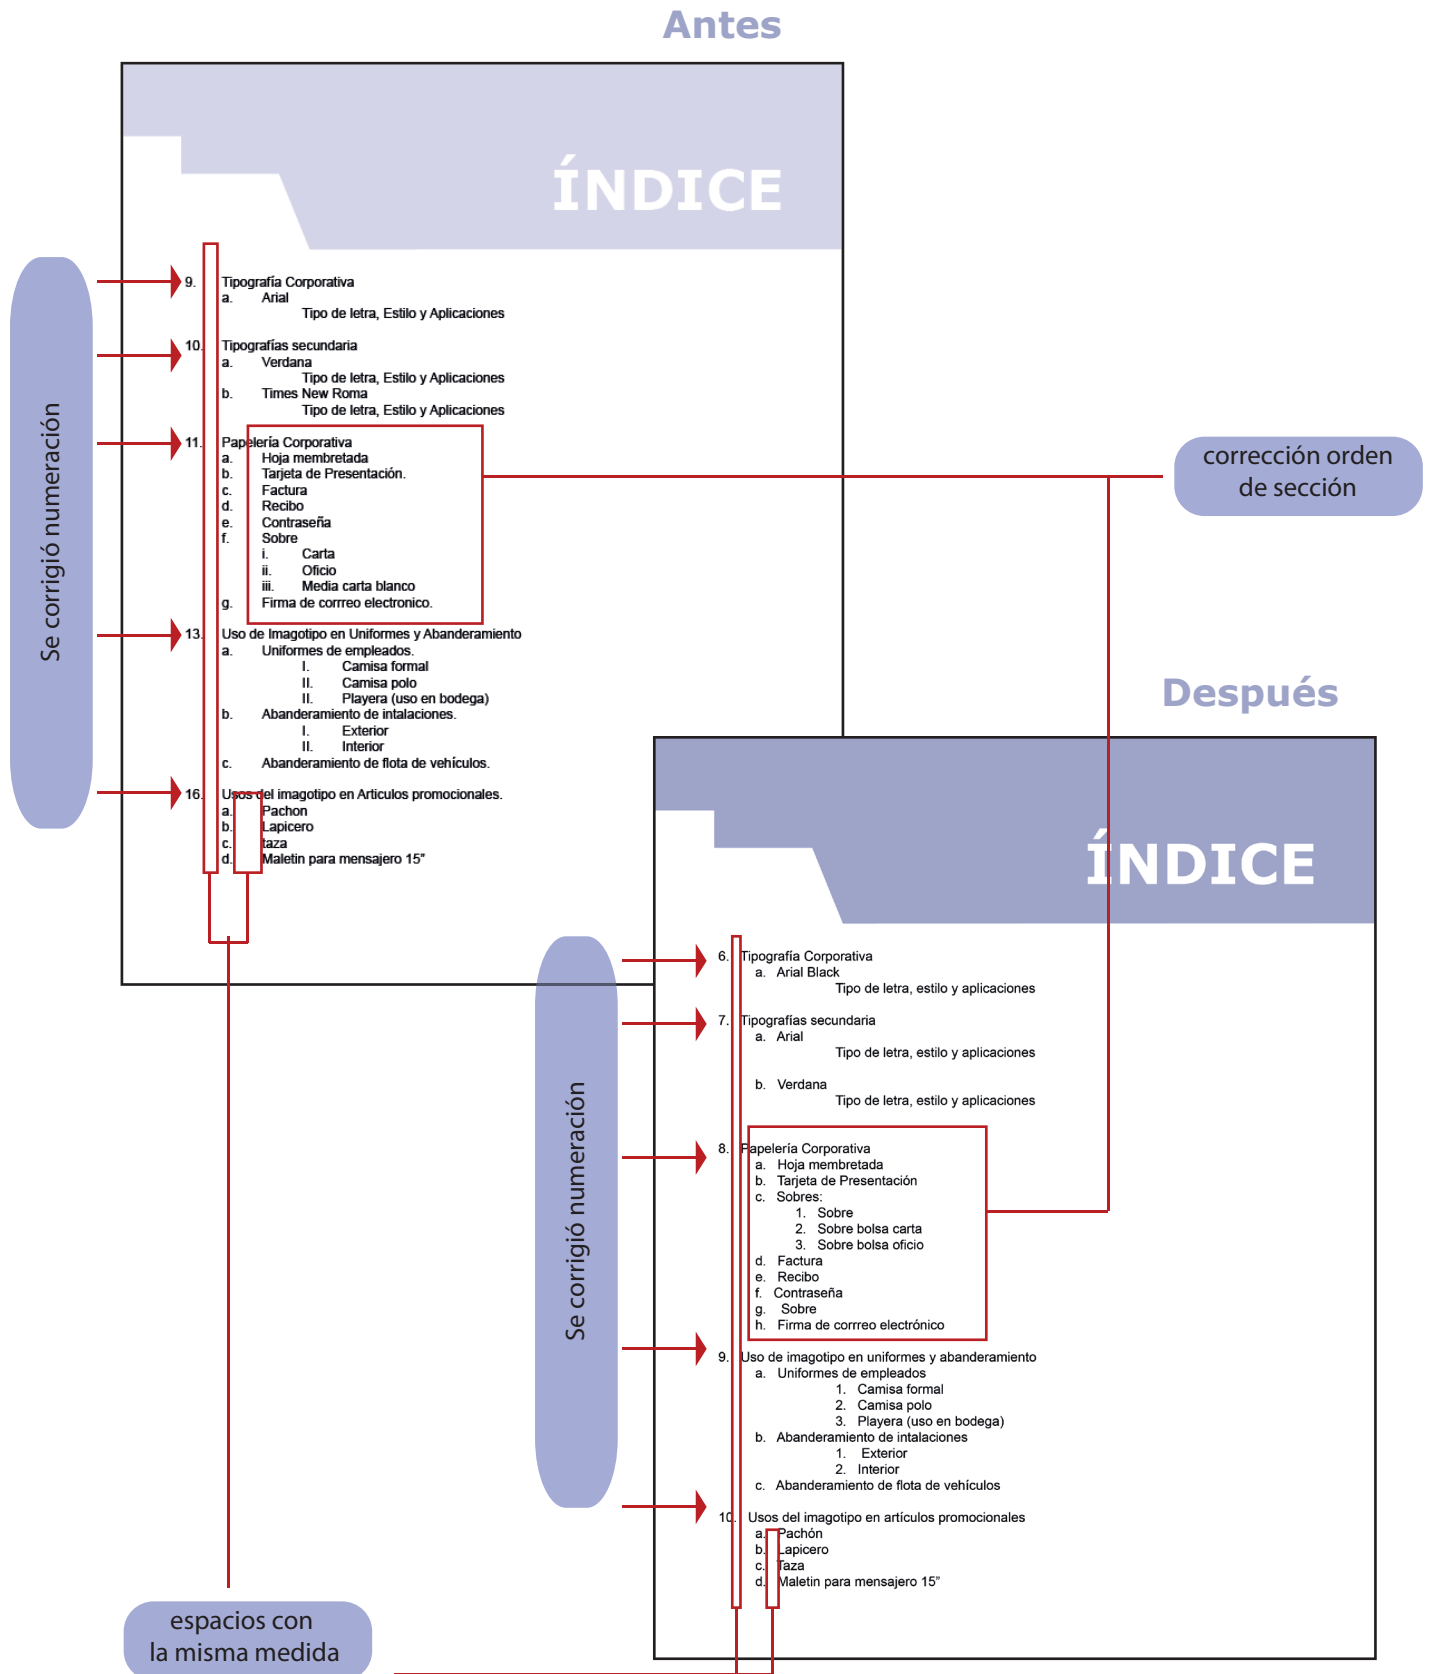 Antes
ÍNDICE
Se corrigió numeración
9. Tipografía Corporativa
a. Arial
Tipo de letra, Estilo y Aplicaciones
10. Tipografías secundaria
a. Verdana
Tipo de letra, Estilo y Aplicaciones
b. Times New Roma
Tipo de letra, Estilo y Aplicaciones
11. Papelería Corporativa
a. Hoja membretada
b. Tarjeta de Presentación.
c. Factura
d. Recibo
e. Contraseña
f. Sobre
i. Carta
ii. Oficio
iii. Media carta blanco
g. Firma de corrreo electronico.
13. Uso de Imagotipo en Uniformes y Abanderamiento
a. Uniformes de empleados.
I. Camisa formal
II. Camisa polo
II. Playera (uso en bodega)
b. Abanderamiento de intalaciones.
I. Exterior
II. Interior
c. Abanderamiento de flota de vehículos.
16. Usos del imagotipo en Articulos promocionales.
a. Pachon
b. Lapicero
c. taza
d. Maletin para mensajero 15”
corrección orden
de sección
Después
ÍNDICE
Se corrigió numeración
6. Tipografía Corporativa
a. Arial Black
Tipo de letra, estilo y aplicaciones
7. Tipografías secundaria
a. Arial
Tipo de letra, estilo y aplicaciones
b. Verdana
Tipo de letra, estilo y aplicaciones
8. Papelería Corporativa
a. Hoja membretada
b. Tarjeta de Presentación
c. Sobres:
1. Sobre
2. Sobre bolsa carta
3. Sobre bolsa oficio
d. Factura
e. Recibo
f. Contraseña
g. Sobre
h. Firma de corrreo electrónico
9. Uso de imagotipo en uniformes y abanderamiento
a. Uniformes de empleados
1. Camisa formal
2. Camisa polo
3. Playera (uso en bodega)
b. Abanderamiento de intalaciones
1. Exterior
2. Interior
c. Abanderamiento de flota de vehículos
10. Usos del imagotipo en artículos promocionales
a. Pachón
b. Lapicero
c. Taza
d. Maletin para mensajero 15”
espacios con
la misma medida